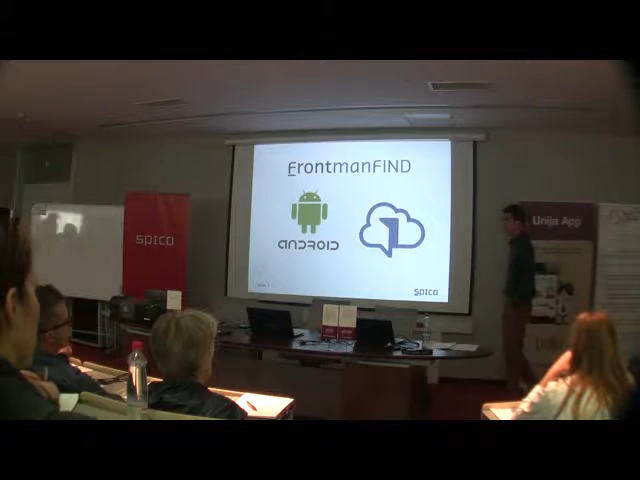 FrontmanFIND
ANDROID
spico
spico
Unija App